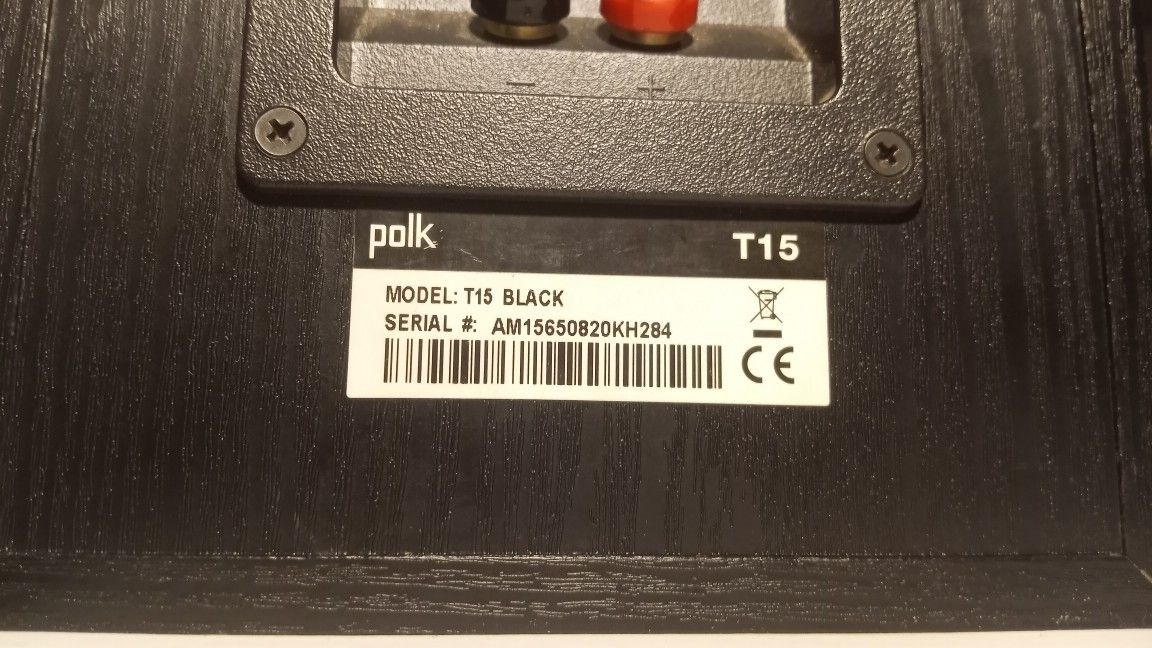 - +
polk
T15
MODEL: T15 BLACK
SERIAL #: AM15650820KH284
CE